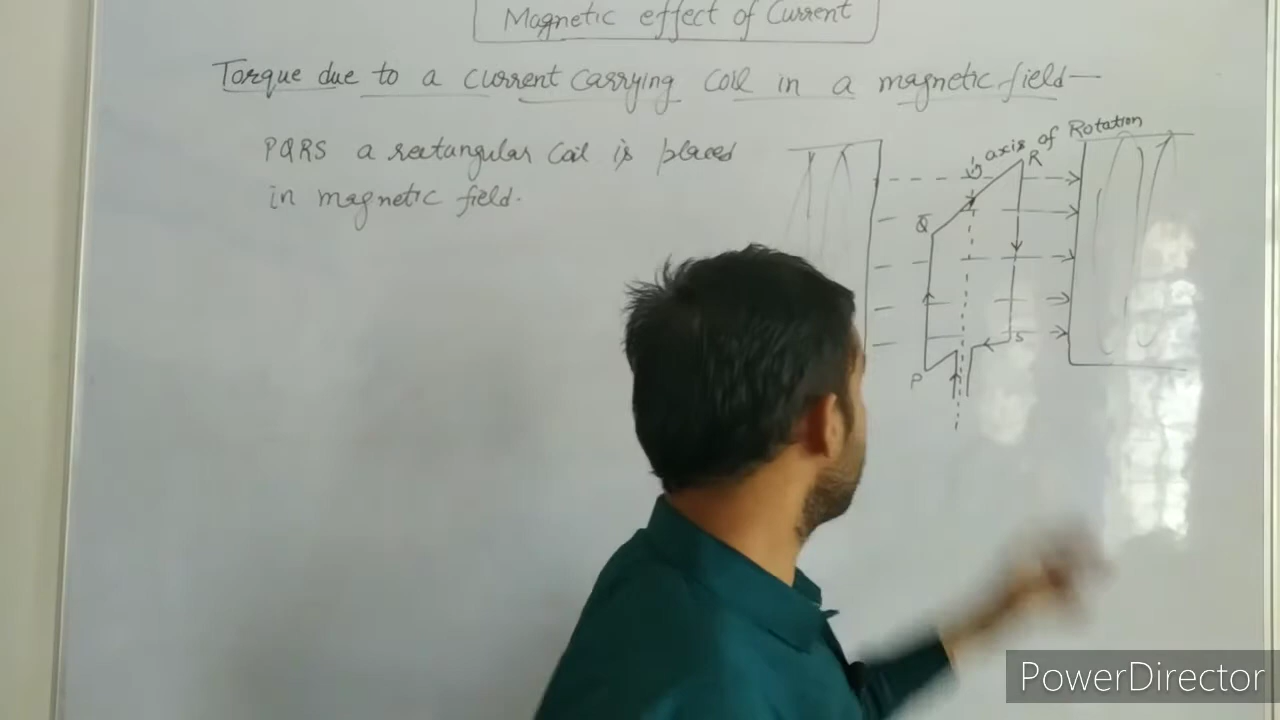 Magnetic effect of Current
Torque due to a current carrying coil in a magnetic field—
PQRS a rectangular coil is placed
in magnetic field.
axis of Rotation
R
Q
S
P
PowerDirector